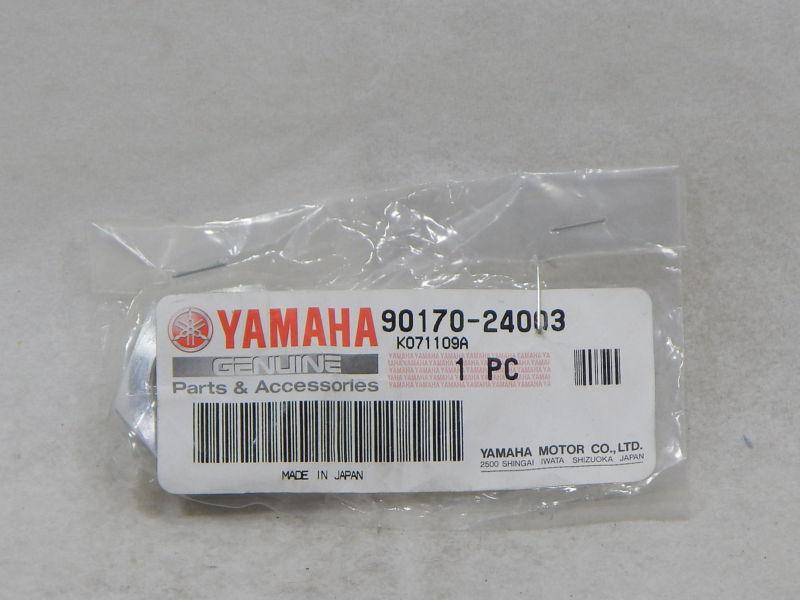 YAMAHA 90170-24003
K071109A
GENUINE
1 PC
Parts & Accessories
YAMAHA MOTOR CO.,LTD.
2500 SHINGAI IWATA SHIZUOKA JAPAN
MADE IN JAPAN